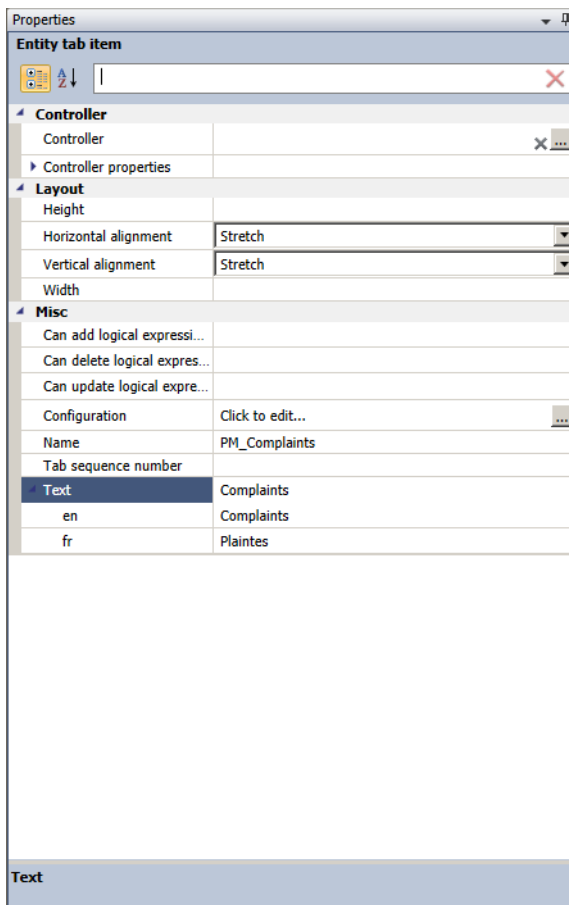 Properties
Entity tab item
A
Z
Controller
Controller
...
Controller properties
Layout
Height
Horizontal alignment Stretch
Vertical alignment Stretch
Width
Misc
Can add logical expressi...
Can delete logical expres...
Can update logical expre...
Configuration Click to edit... ...
Name PM_Complaints
Tab sequence number
Text Complaints
en Complaints
fr Plaintes
Text